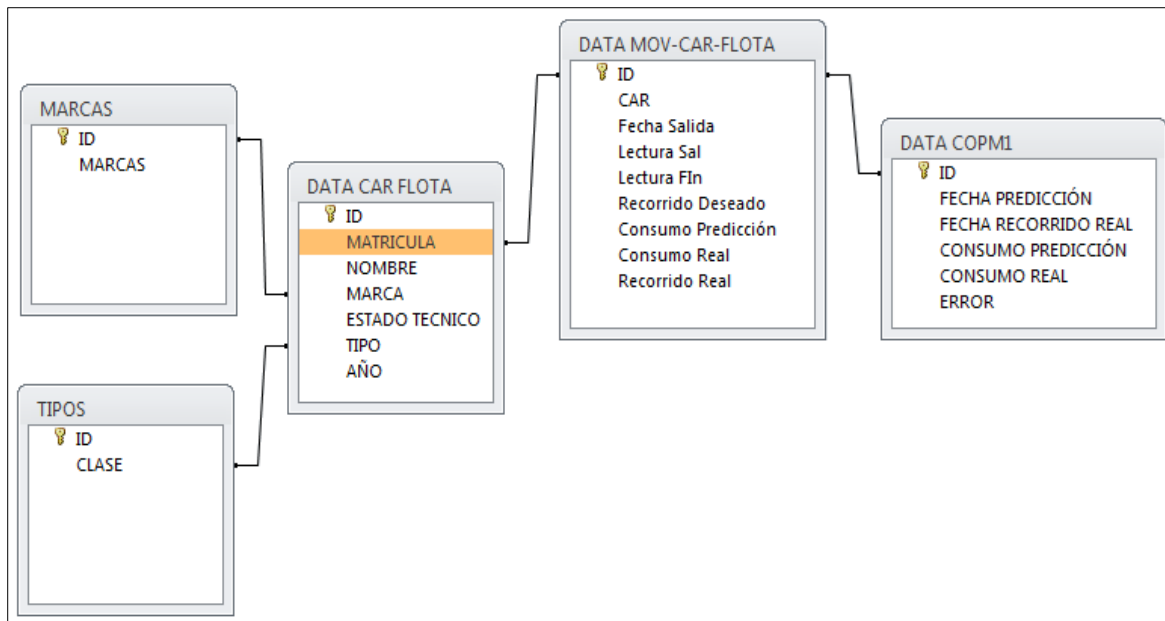 MARCAS
ID
MARCAS
TIPOS
ID
CLASE
DATA CAR FLOTA
ID
MATRICULA
NOMBRE
MARCA
ESTADO TECNICO
TIPO
AÑO
DATA MOV-CAR-FLOTA
ID
CAR
Fecha Salida
Lectura Sal
Lectura FIn
Recorrido Deseado
Consumo Predicción
Consumo Real
Recorrido Real
DATA COPM1
ID
FECHA PREDICCIÓN
FECHA RECORRIDO REAL
CONSUMO PREDICCIÓN
CONSUMO REAL
ERROR